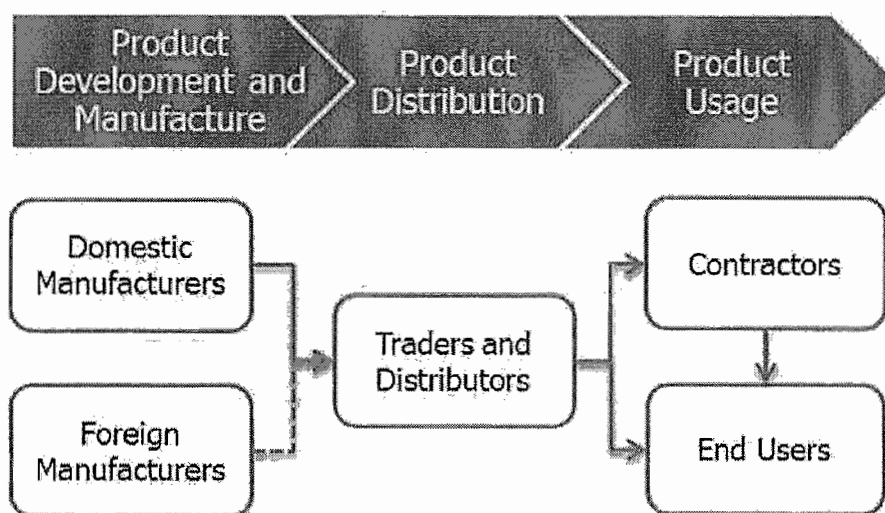 Product
Development and
Manufacture
Product
Distribution
Product
Usage
Domestic
Manufacturers
Foreign
Manufacturers
Traders and
Distributors
Contractors
End Users